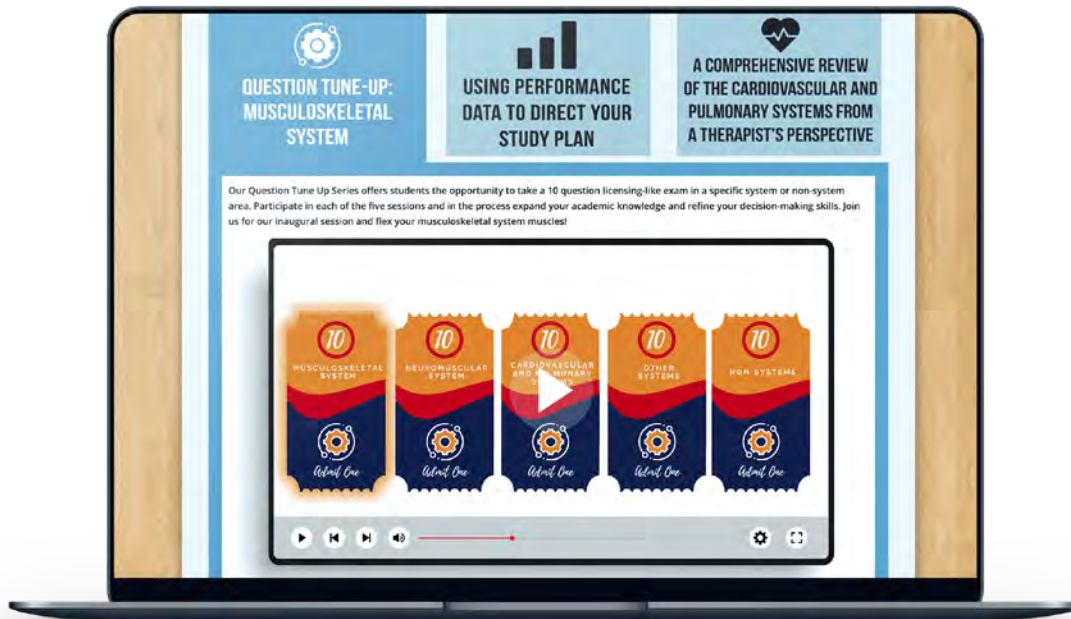 QUESTION TUNE-UP:
MUSCULOSKELETAL
SYSTEM
USING PERFORMANCE
DATA TO DIRECT YOUR
STUDY PLAN
A COMPREHENSIVE REVIEW
OF THE CARDIOVASCULAR AND
PULMONARY SYSTEMS FROM
A THERAPIST'S PERSPECTIVE
Our Question Tune Up Series offers students the opportunity to take a 10 question licensing-like exam in a specific system or non-system
area. Participate in each of the five sessions and in the process expand your academic knowledge and refine your decision-making skills. Join
us for our inaugural session and flex your musculoskeletal system muscles!
10
MUSCULOSKELETAL
SYSTEM
Admit One
10
NEUROMUSCULAR
SYSTEM
Admit One
10
CARDIOVASCULAR
AND PULMONARY
SYSTEMS
Admit One
10
OTHER
SYSTEMS
Admit One
10
NON-SYSTEMS
Admit One